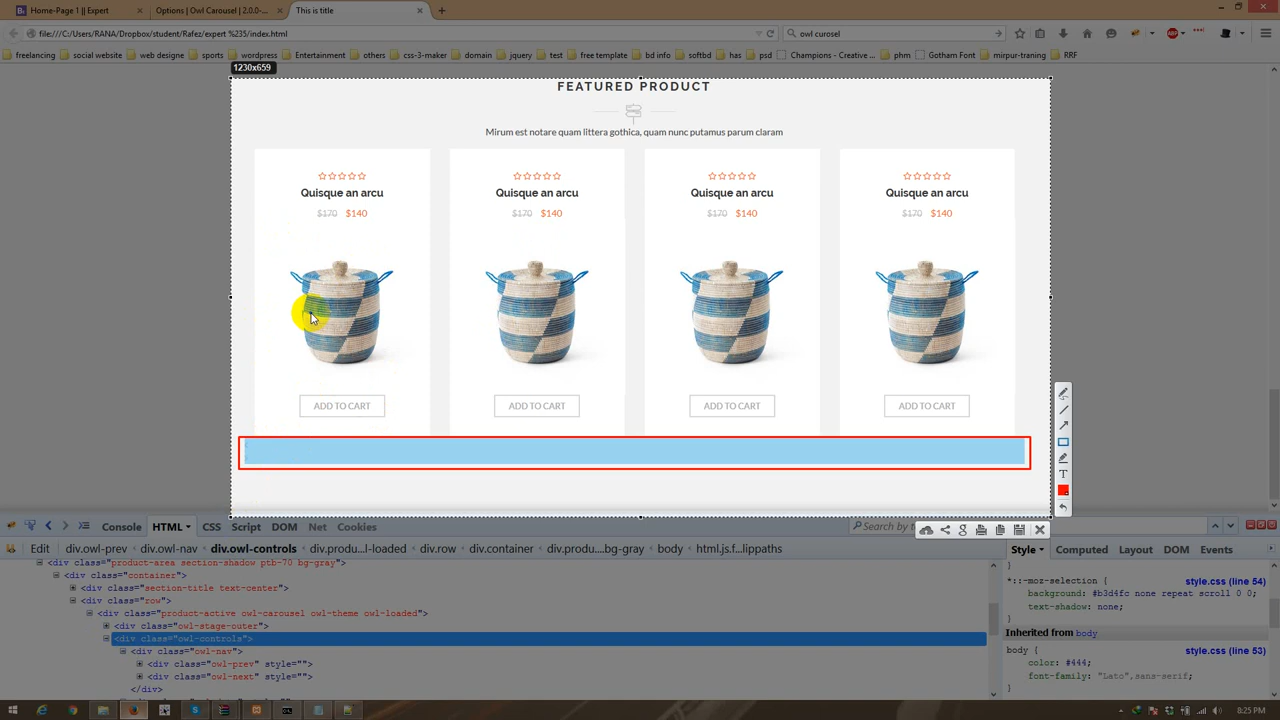 Home-Page 1 || Expert
Options | Owl Carousel | 2.0.0-...
This is title
file:///C:/Users/RANA/Dropbox/student/Rafez/expert %235/index.html
owl curosel
freelancing
social website
web designe
sports
wordpress
Entertainment
others
css-3-maker
domain
jquery
test
free template
bd info
softbd
has
psd
Champions - Creative ...
phm
Gotham Font
mirpur-traning
RRF
1230x659
FEATURED PRODUCT
Mirum est notare quam littera gothica, quam nunc putamus parum claram
Quisque an arcu
Quisque an arcu
Quisque an arcu
Quisque an arcu
$170 $140
$170 $140
$170 $140
$170 $140
ADD TO CART
ADD TO CART
ADD TO CART
ADD TO CART
Console
HTML
CSS
Script
DOM
Net
Cookies
Search by
Edit
div.owl-prev
div.owl-nav
div.owl-controls
div.produ...l-loaded
div.row
div.container
div.produ....bg-gray
body
html.js.f...lippaths
Style
Computed
Layout
DOM
Events
<div class="product-area section-shadow ptb-70 bg-gray">
<div class="container">
<div class="section-title text-center">
<div class="row">
<div class="product-active owl-carousel owl-theme owl-loaded">
<div class="owl-stage-outer">
<div class="owl-controls">
<div class="owl-nav">
<div class="owl-prev" style="">
<div class="owl-next" style="">
</div>
}
*::-moz-selection {
style.css (line 54)
background: #b3d4fc none repeat scroll 0 0;
text-shadow: none;
}
Inherited from body
body {
style.css (line 53)
color: #444;
font-family: "Lato",sans-serif;
}
8:25 PM